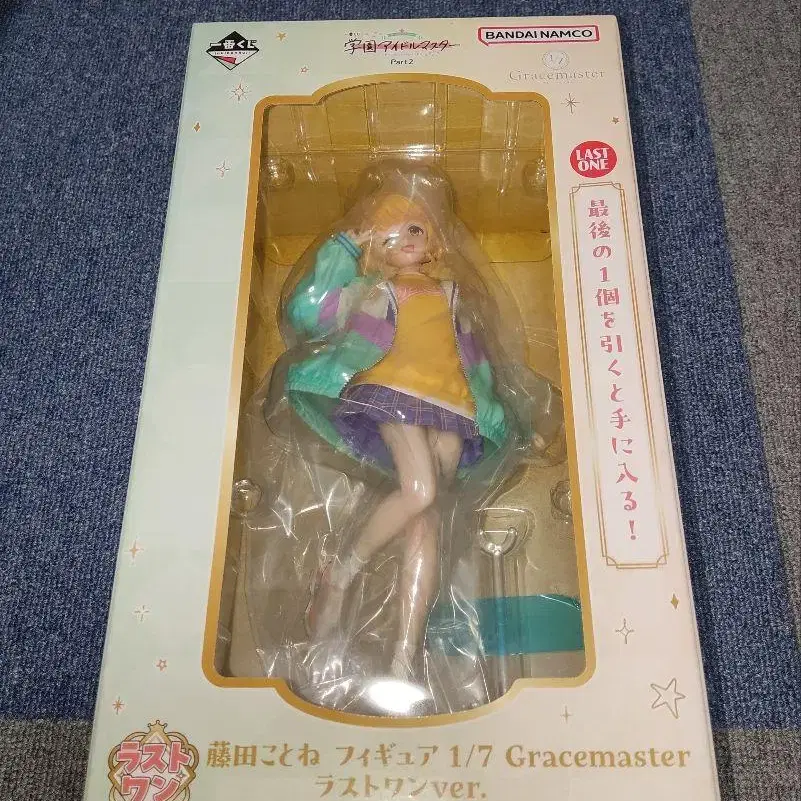 一番くじ
学園アイドルマスター
Part2
BANDAI NAMCO
1/7
Gracemaster
LAST
ONE
最後の1個を引くと手に入る!
ラスト
ワン
藤田ことね フィギュア 1/7 Gracemaster
ラストワンver.